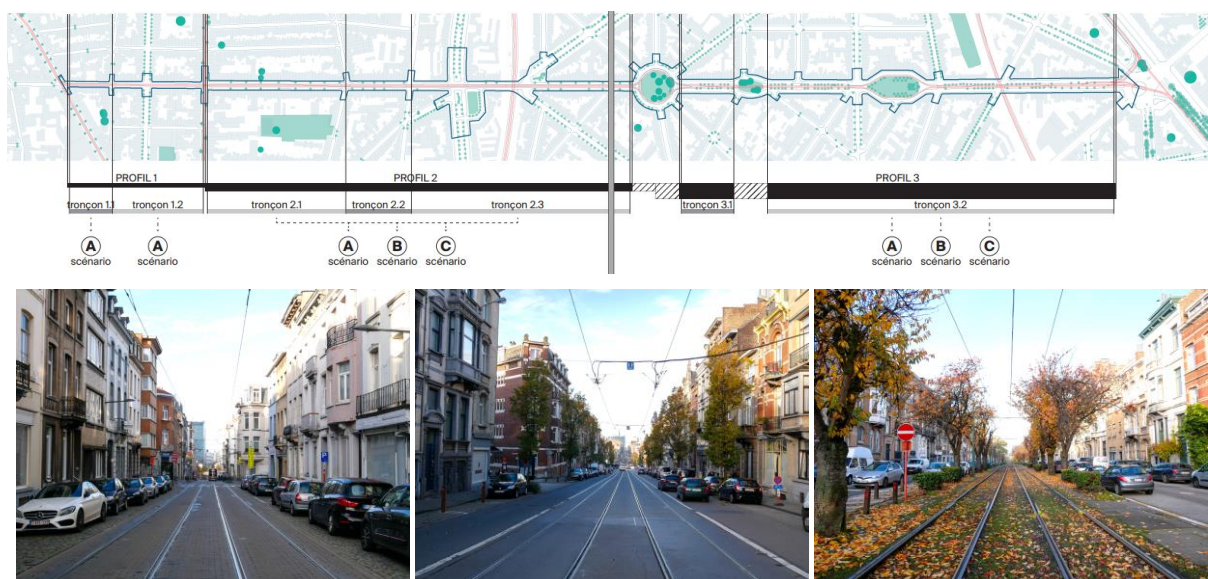 PROFIL 1 PROFIL 2 PROFIL 3
tronçon 1.1 tronçon 1.2 tronçon 2.1 tronçon 2.2 tronçon 2.3 tronçon 3.1 tronçon 3.2
A A A B C A B C
scénario scénario scénario scénario scénario scénario scénario scénario
P